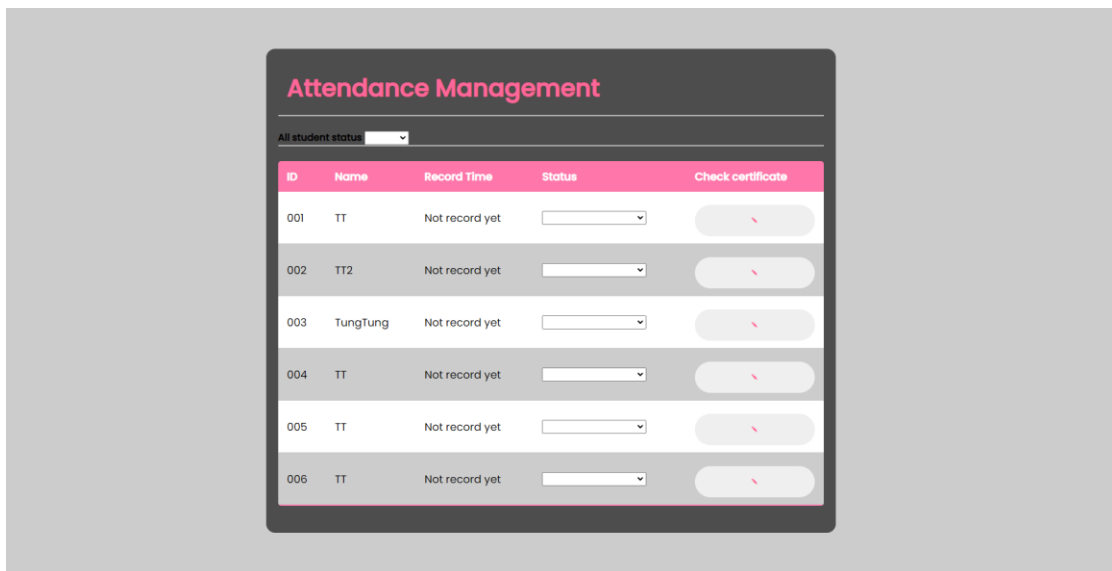 Attendance Management
All student status
ID Name Record Time Status Check certificate
001 TT Not record yet
002 TT2 Not record yet
003 TungTung Not record yet
004 TT Not record yet
005 TT Not record yet
006 TT Not record yet